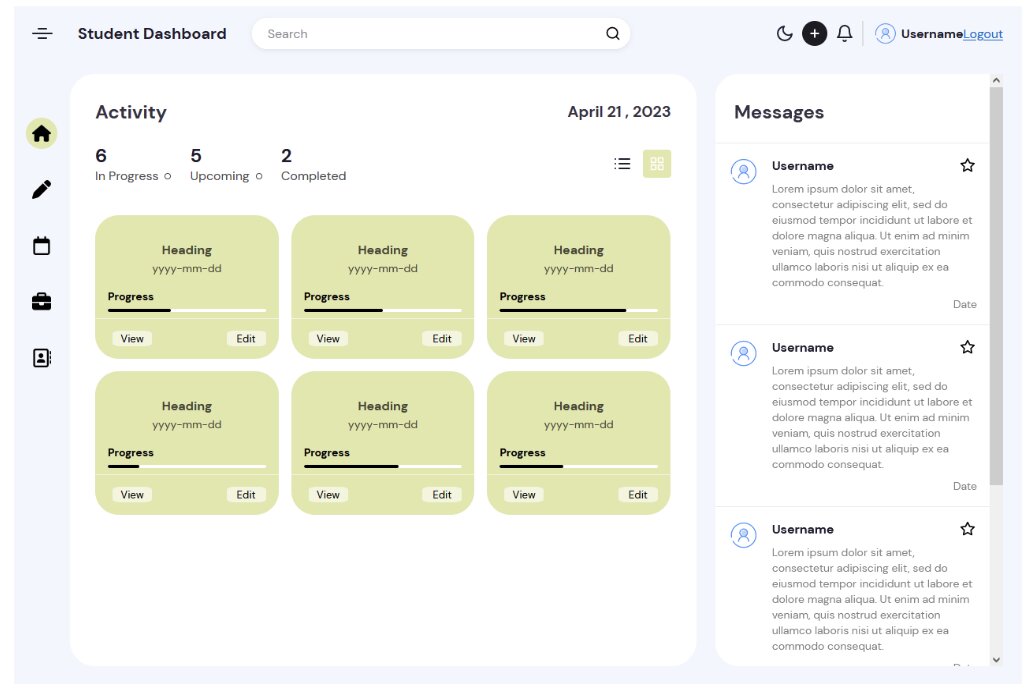 Student Dashboard
Search
UsernameLogout
Activity
April 21 , 2023
6
In Progress
5
Upcoming
2
Completed
Heading
yyyy-mm-dd
Progress
View Edit
Heading
yyyy-mm-dd
Progress
View Edit
Heading
yyyy-mm-dd
Progress
View Edit
Heading
yyyy-mm-dd
Progress
View Edit
Heading
yyyy-mm-dd
Progress
View Edit
Heading
yyyy-mm-dd
Progress
View Edit
Messages
Username
Lorem ipsum dolor sit amet,
consectetur adipiscing elit, sed do
eiusmod tempor incididunt ut labore et
dolore magna aliqua. Ut enim ad minim
veniam, quis nostrud exercitation
ullamco laboris nisi ut aliquip ex ea
commodo consequat.
Date
Username
Lorem ipsum dolor sit amet,
consectetur adipiscing elit, sed do
eiusmod tempor incididunt ut labore et
dolore magna aliqua. Ut enim ad minim
veniam, quis nostrud exercitation
ullamco laboris nisi ut aliquip ex ea
commodo consequat.
Date
Username
Lorem ipsum dolor sit amet,
consectetur adipiscing elit, sed do
eiusmod tempor incididunt ut labore et
dolore magna aliqua. Ut enim ad minim
veniam, quis nostrud exercitation
ullamco laboris nisi ut aliquip ex ea
commodo consequat.